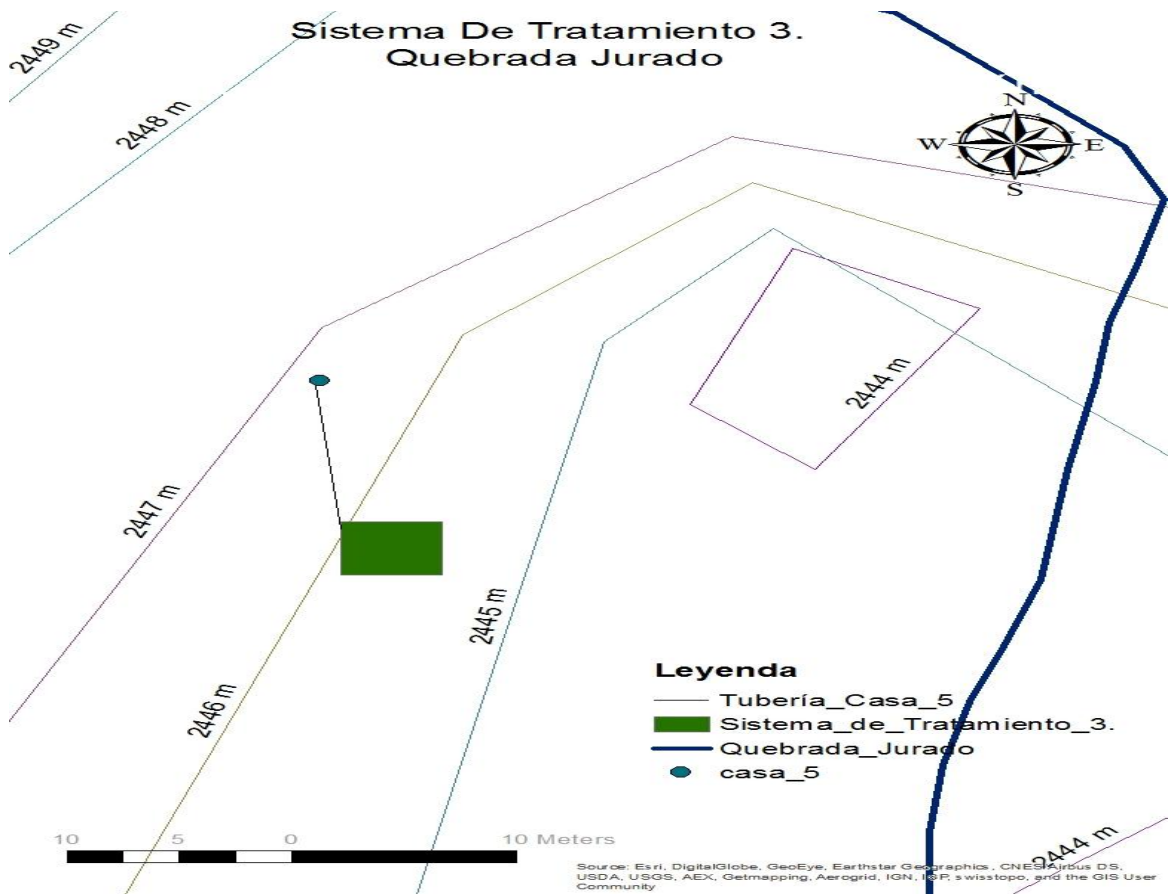 Sistema De Tratamiento 3.
Quebrada Jurado
2449 m
2448 m
N
W E
S
2444 m
2447 m
2445 m
2446 m
Leyenda
Tubería_Casa_5
Sistema_de_Tratamiento_3.
Quebrada_Jurado
casa_5
10 5 0 10 Meters
2444 m
Source: Esri, DigitalGlobe, GeoEye, Earthstar Geographics, CNES/Airbus DS,
USDA, USGS, AEX, Getmapping, Aerogrid, IGN, IGP, swisstopo, and the GIS User
Community